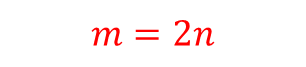 m = 2n